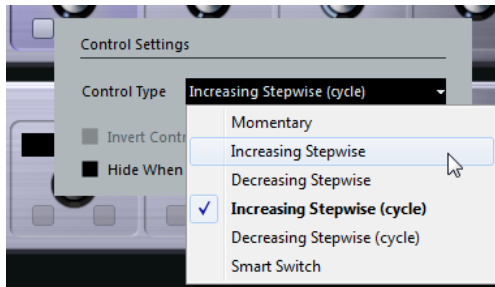 Control Settings
Control Type Increasing Stepwise (cycle)
Momentary
Invert Contr
Increasing Stepwise
Hide When
Decreasing Stepwise
Increasing Stepwise (cycle)
Decreasing Stepwise (cycle)
Smart Switch